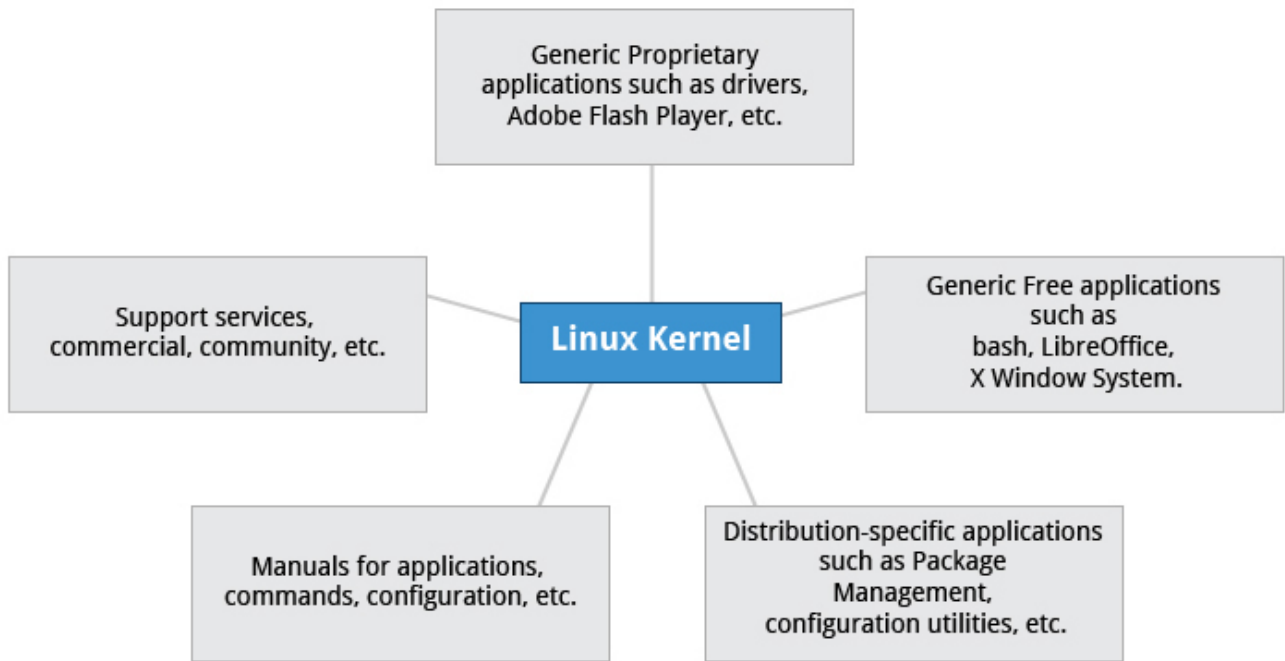 Generic Proprietary
applications such as drivers,
Adobe Flash Player, etc.
Support services,
commercial, community, etc.
Linux Kernel
Generic Free applications
such as
bash, LibreOffice,
X Window System.
Manuals for applications,
commands, configuration, etc.
Distribution-specific applications
such as Package
Management,
configuration utilities, etc.